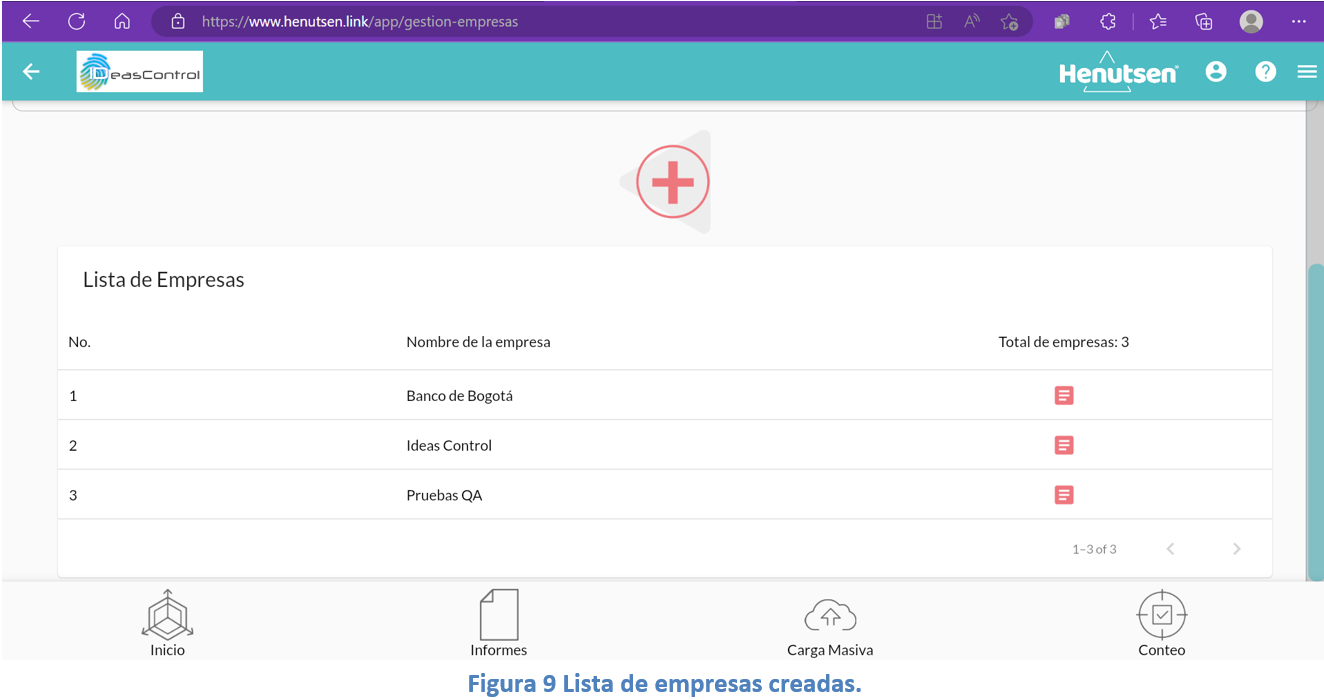 https://www.henutsen.link/app/gestion-empresas
IDeasControl
Henutsen
Lista de Empresas
No. Nombre de la empresa Total de empresas: 3
1 Banco de Bogotá
2 Ideas Control
3 Pruebas QA
1–3 of 3
Inicio Informes Carga Masiva Conteo
Figura 9 Lista de empresas creadas.